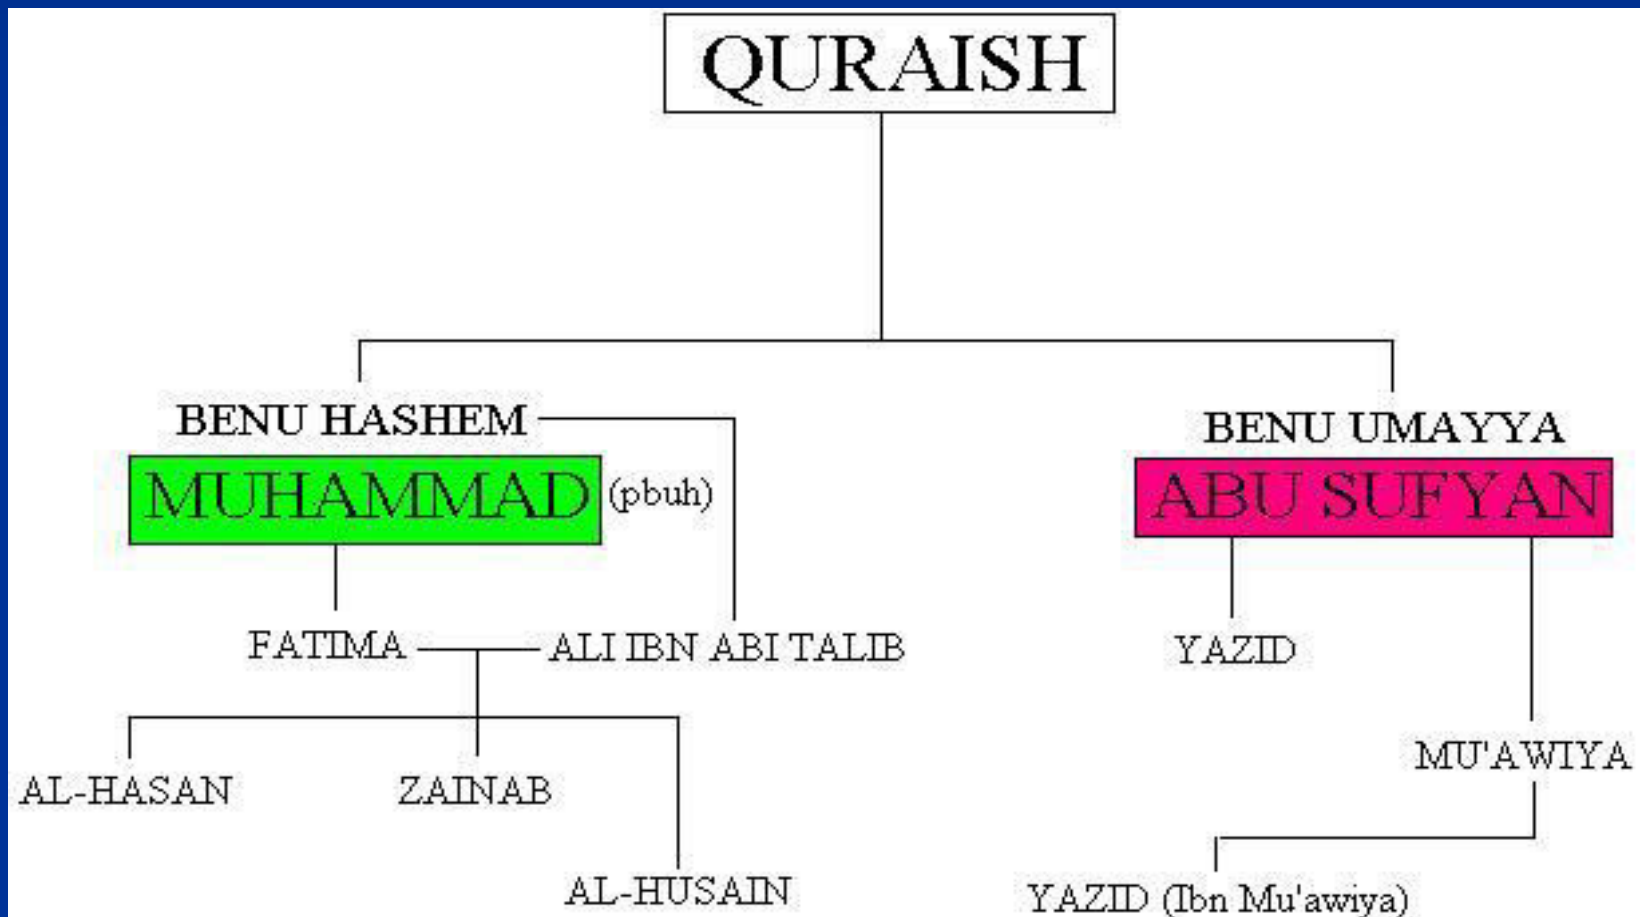 QURAISH
BENU HASHEM
BENU UMAYYA
MUHAMMAD (pbuh)
ABU SUFYAN
FATIMA
ALI IBN ABI TALIB
YAZID
MU'AWIYA
AL-HASAN
ZAINAB
AL-HUSAIN
YAZID (Ibn Mu'awiya)